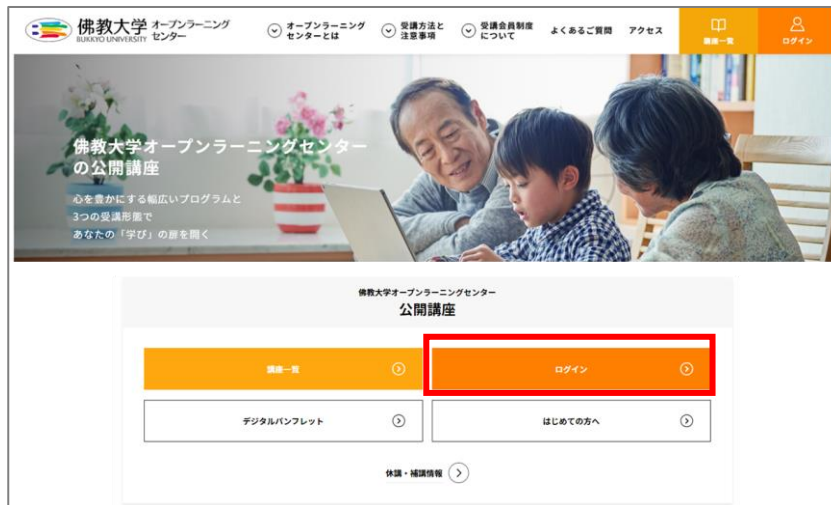 佛教大学 オープンラーニング
センター
BUKKYO UNIVERSITY
オープンラーニング
センターとは
受講方法と
注意事項
受講会員制度
について
よくあるご質問
アクセス
講座一覧
ログイン
佛教大学オープンラーニングセンター
の公開講座
心を豊かにする幅広いプログラムと
3つの受講形態で
あなたの「学び」の扉を開く
佛教大学オープンラーニングセンター
公開講座
講座一覧
ログイン
デジタルパンフレット
はじめての方へ
休講・補講情報